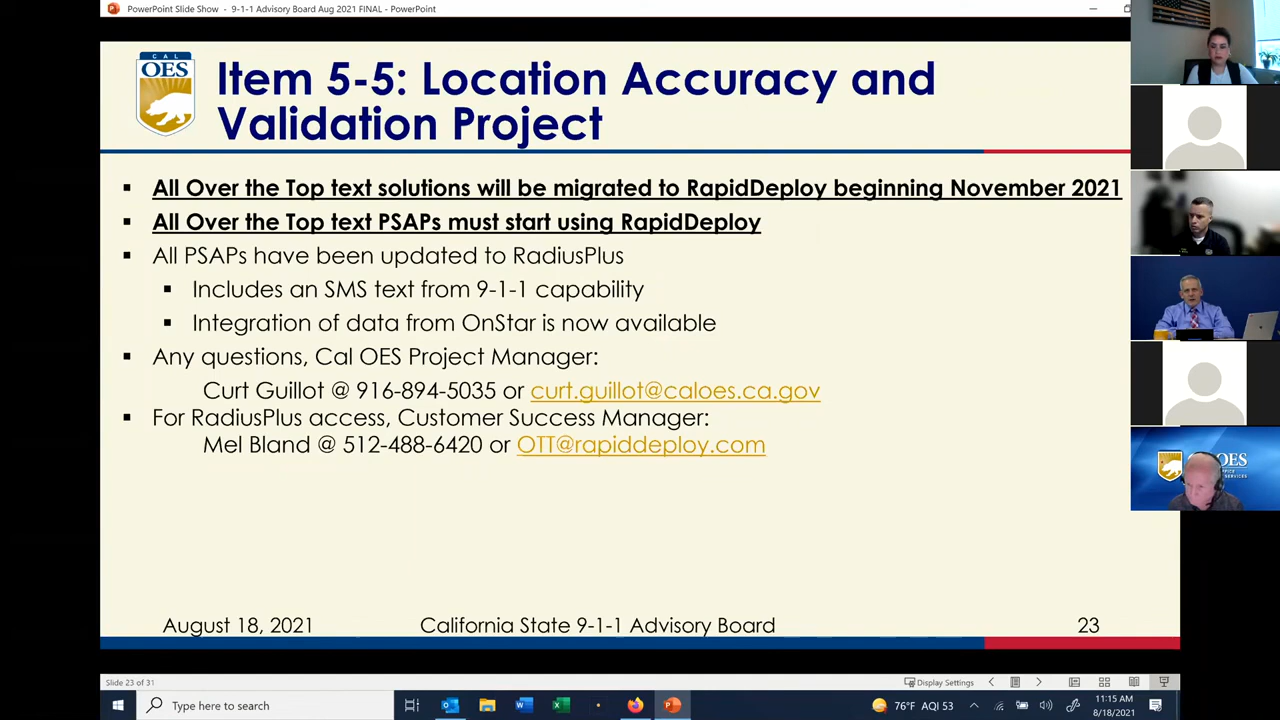 PowerPoint Slide Show - 9-1-1 Advisory Board Aug 2021 FINAL - PowerPoint
CAL
OES
Item 5-5: Location Accuracy and
Validation Project
▪ All Over the Top text solutions will be migrated to RapidDeploy beginning November 2021
▪ All Over the Top text PSAPs must start using RapidDeploy
▪ All PSAPs have been updated to RadiusPlus
▪ Includes an SMS text from 9-1-1 capability
▪ Integration of data from OnStar is now available
▪ Any questions, Cal OES Project Manager:
Curt Guillot @ 916-894-5035 or curt.guillot@caloes.ca.gov
▪ For RadiusPlus access, Customer Success Manager:
Mel Bland @ 512-488-6420 or OTT@rapiddeploy.com
August 18, 2021 California State 9-1-1 Advisory Board 23
Slide 23 of 31 Display Settings
Type here to search
76°F AQI 53
11:15 AM
8/18/2021